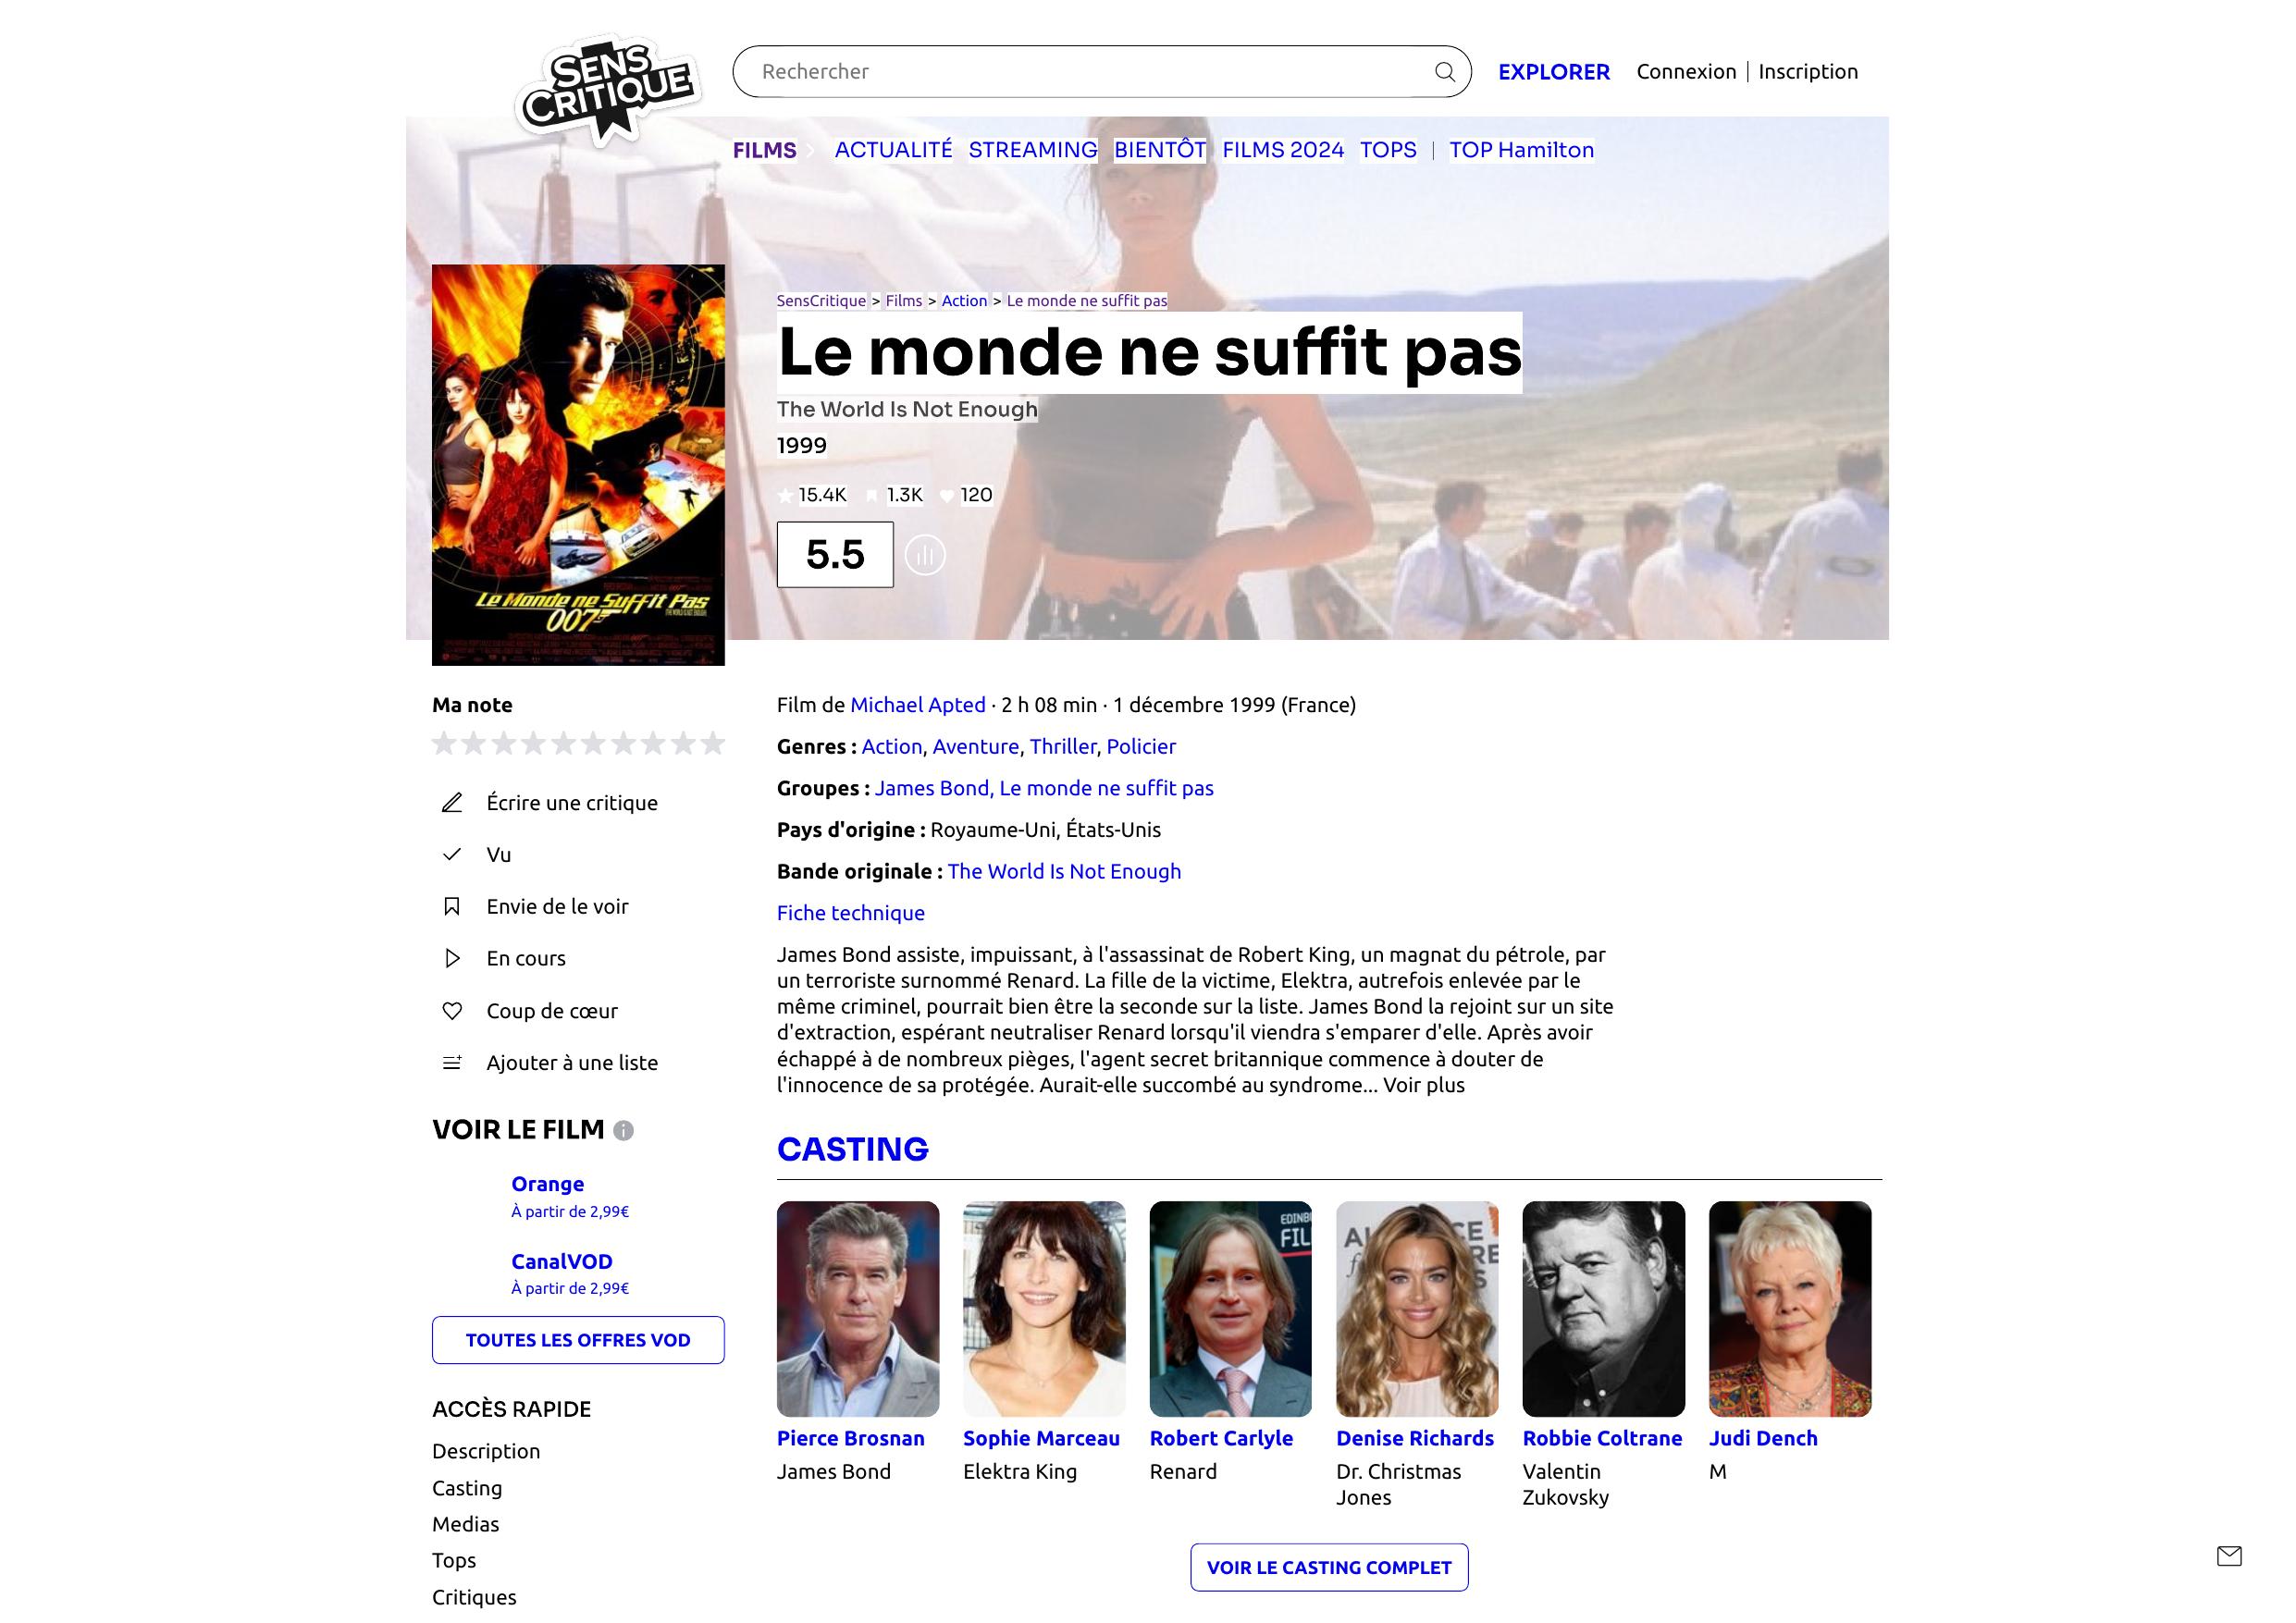 SENS
CRITIQUE
Rechercher
EXPLORER
Connexion | Inscription
FILMS
ACTUALITÉ
STREAMING
BIENTÔT
FILMS 2024
TOPS
TOP Hamilton
SensCritique > Films > Action > Le monde ne suffit pas
Le monde ne suffit pas
The World Is Not Enough
1999
15.4K
1.3K
120
5.5
Le Monde ne Suffit Pas
007
Ma note
Écrire une critique
Vu
Envie de le voir
En cours
Coup de cœur
Ajouter à une liste
VOIR LE FILM
Orange
À partir de 2,99€
CanalVOD
À partir de 2,99€
TOUTES LES OFFRES VOD
ACCÈS RAPIDE
Description
Casting
Medias
Tops
Critiques
Film de Michael Apted · 2 h 08 min · 1 décembre 1999 (France)
Genres : Action, Aventure, Thriller, Policier
Groupes : James Bond, Le monde ne suffit pas
Pays d'origine : Royaume-Uni, États-Unis
Bande originale : The World Is Not Enough
Fiche technique
James Bond assiste, impuissant, à l'assassinat de Robert King, un magnat du pétrole, par
un terroriste surnommé Renard. La fille de la victime, Elektra, autrefois enlevée par le
même criminel, pourrait bien être la seconde sur la liste. James Bond la rejoint sur un site
d'extraction, espérant neutraliser Renard lorsqu'il viendra s'emparer d'elle. Après avoir
échappé à de nombreux pièges, l'agent secret britannique commence à douter de
l'innocence de sa protégée. Aurait-elle succombé au syndrome... Voir plus
CASTING
EDINB
FIL
Pierce Brosnan
James Bond
Sophie Marceau
Elektra King
Robert Carlyle
Renard
Denise Richards
Dr. Christmas
Jones
Robbie Coltrane
Valentin
Zukovsky
Judi Dench
M
VOIR LE CASTING COMPLET